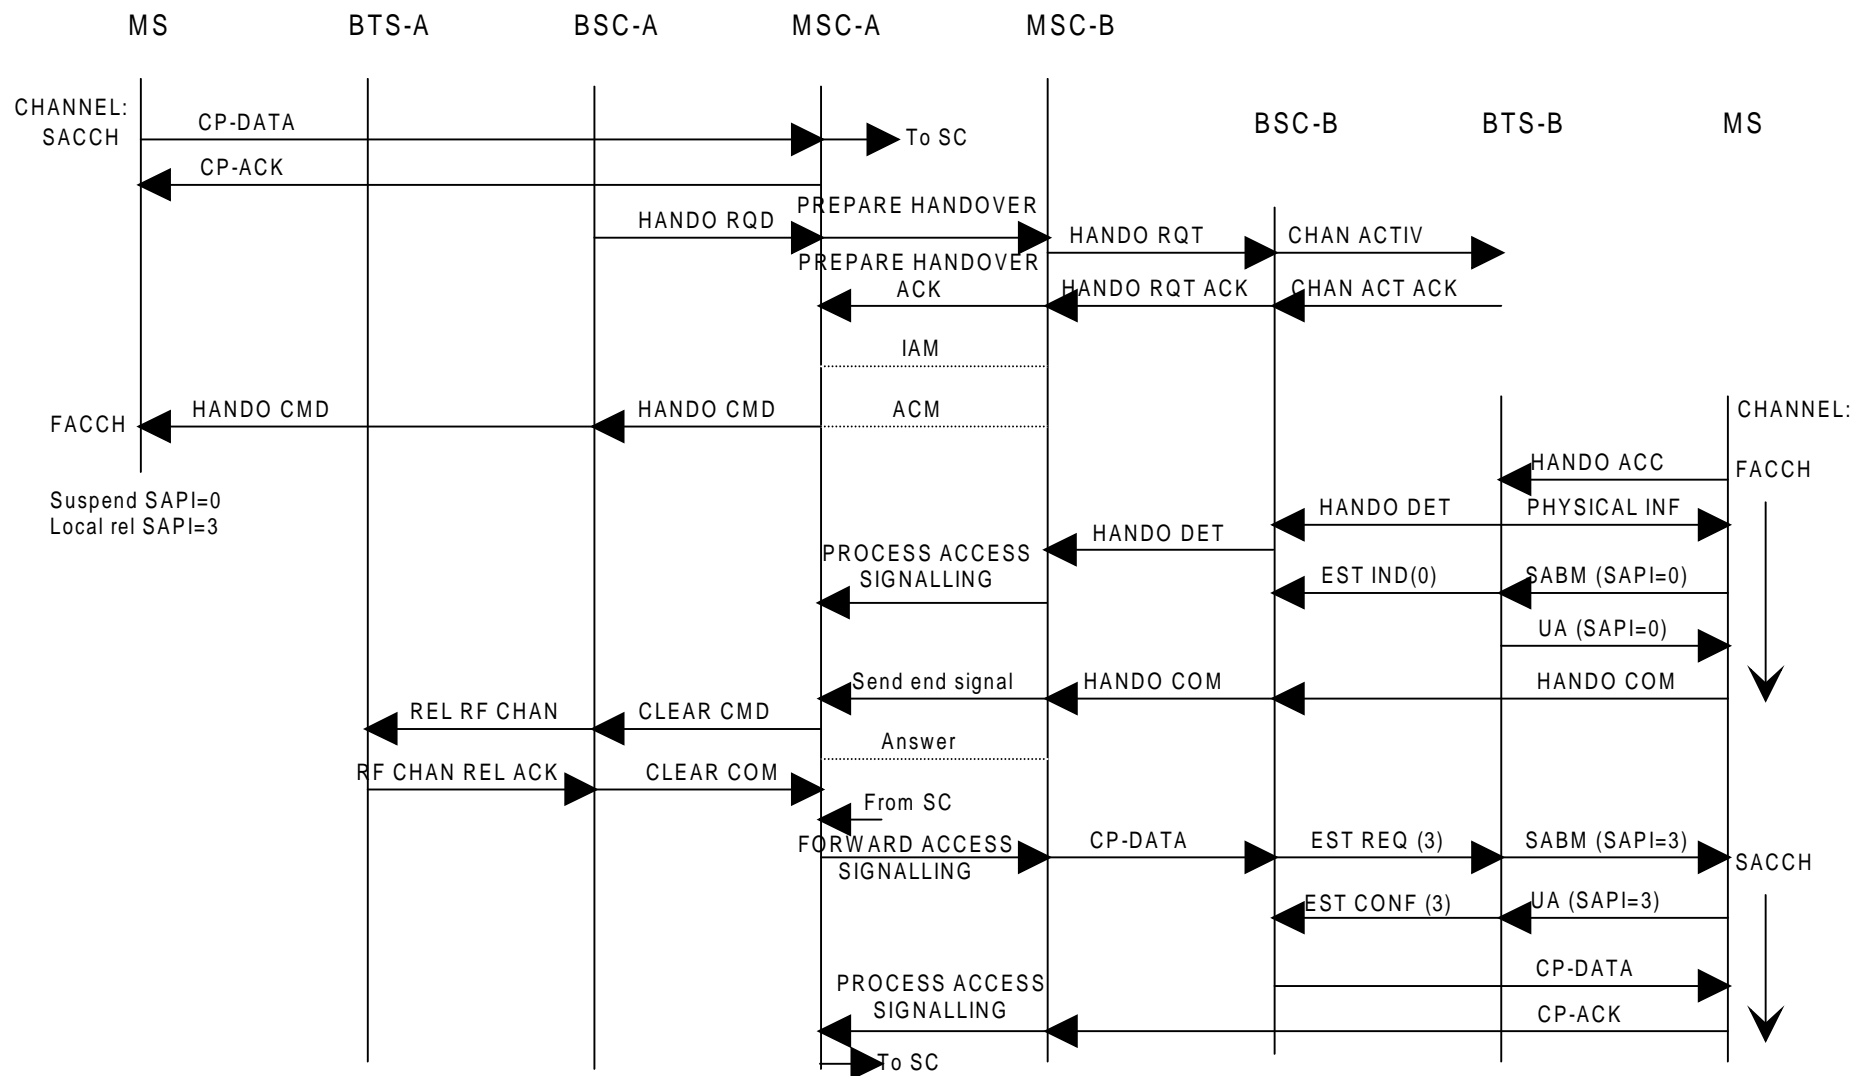 MS BTS-A BSC-A MSC-A MSC-B
BSC-B BTS-B MS
CHANNEL:
SACCH
CP-DATA
To SC
CP-ACK
PREPARE HANDOVER
HANDO RQD
HANDO RQT
CHAN ACTIV
PREPARE HANDOVER
ACK
HANDO RQT ACK
CHAN ACT ACK
IAM
FACCH
HANDO CMD
HANDO CMD
ACM
CHANNEL:
HANDO ACC
FACCH
Suspend SAPI=0
Local rel SAPI=3
HANDO DET
PHYSICAL INF
HANDO DET
PROCESS ACCESS
SIGNALLING
EST IND(0)
SABM (SAPI=0)
UA (SAPI=0)
Send end signal
HANDO COM
HANDO COM
REL RF CHAN
CLEAR CMD
Answer
RF CHAN REL ACK
CLEAR COM
From SC
FORWARD ACCESS
SIGNALLING
CP-DATA
EST REQ (3)
SABM (SAPI=3)
SACCH
EST CONF (3)
UA (SAPI=3)
CP-DATA
PROCESS ACCESS
SIGNALLING
CP-ACK
To SC